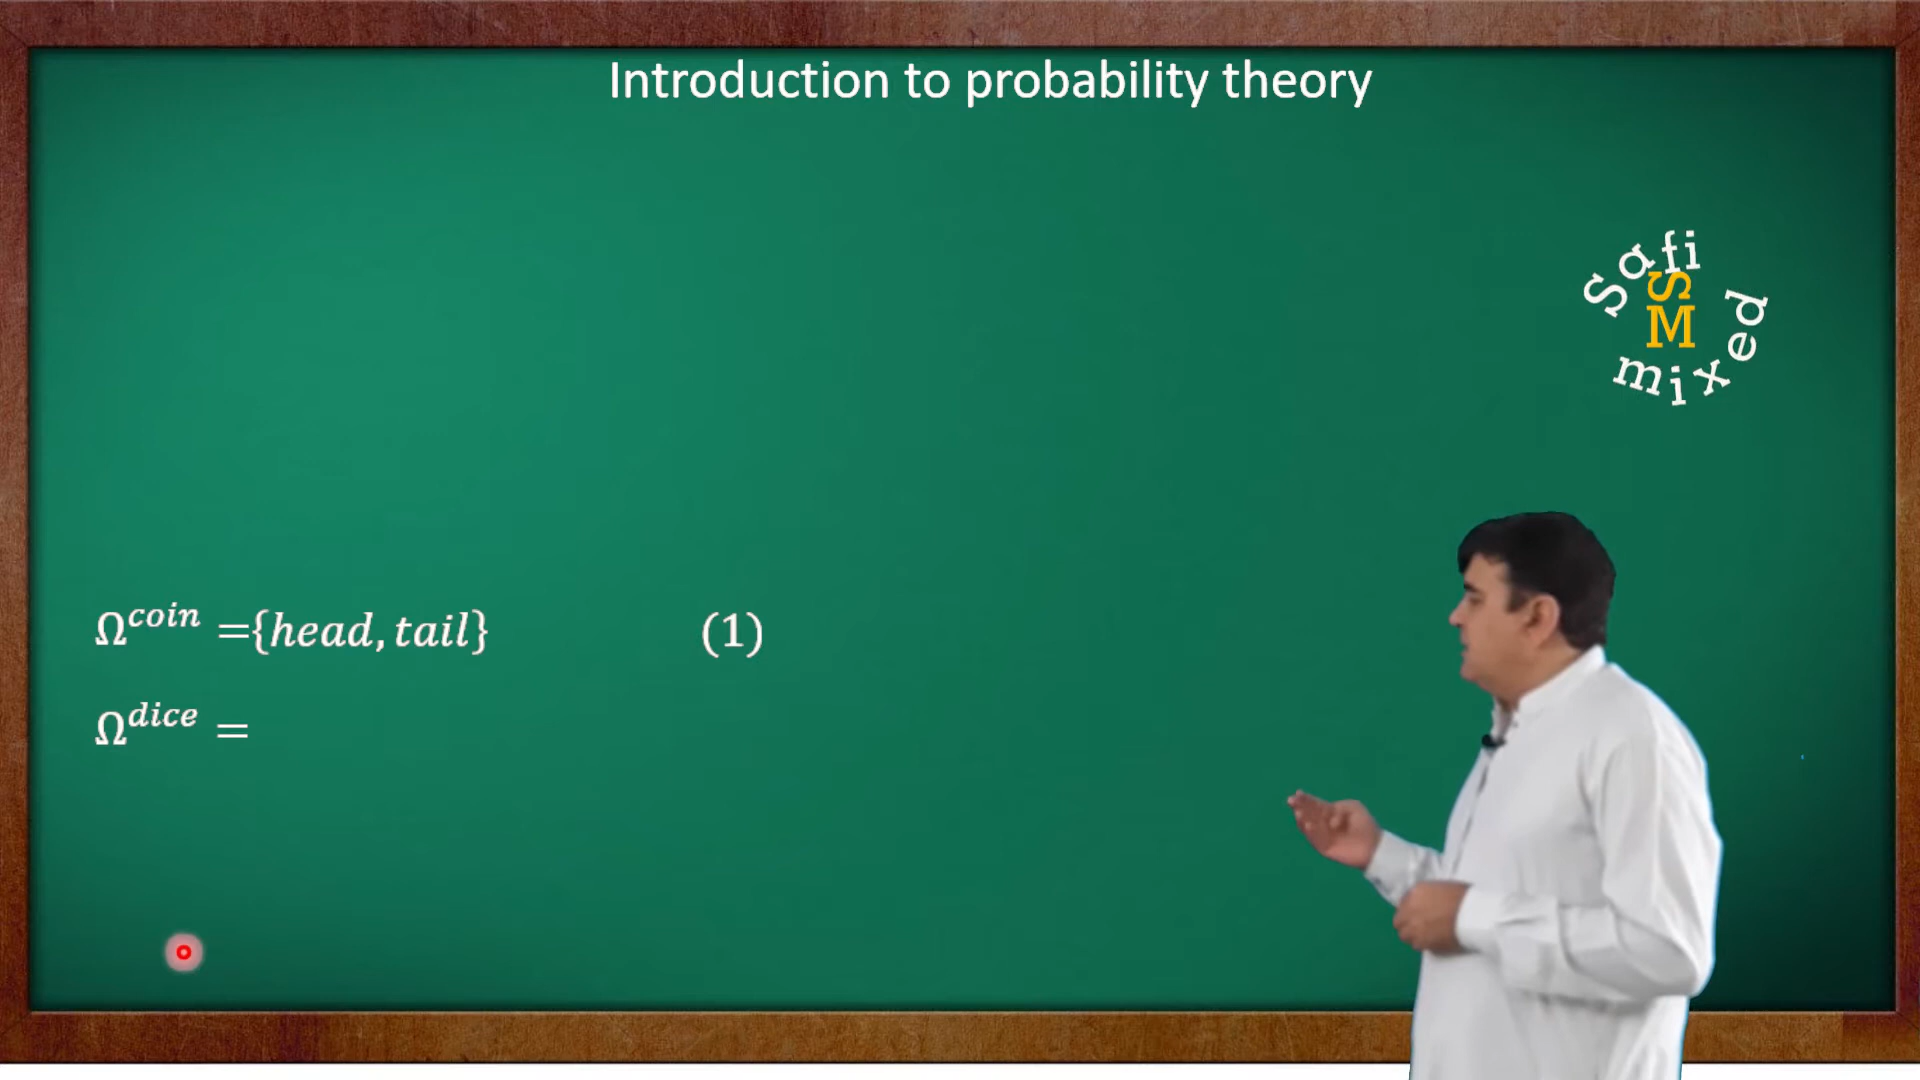 Introduction to probability theory
Safi
SM
mixed
Ω^coin ={head, tail} (1)
Ω^dice =